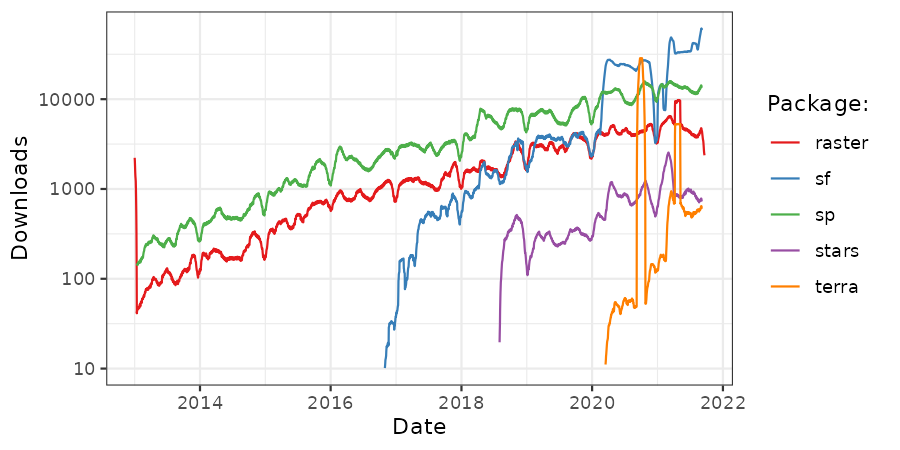 Downloads
10000
1000
100
10
2014 2016 2018 2020 2022
Date
Package:
raster
sf
sp
stars
terra